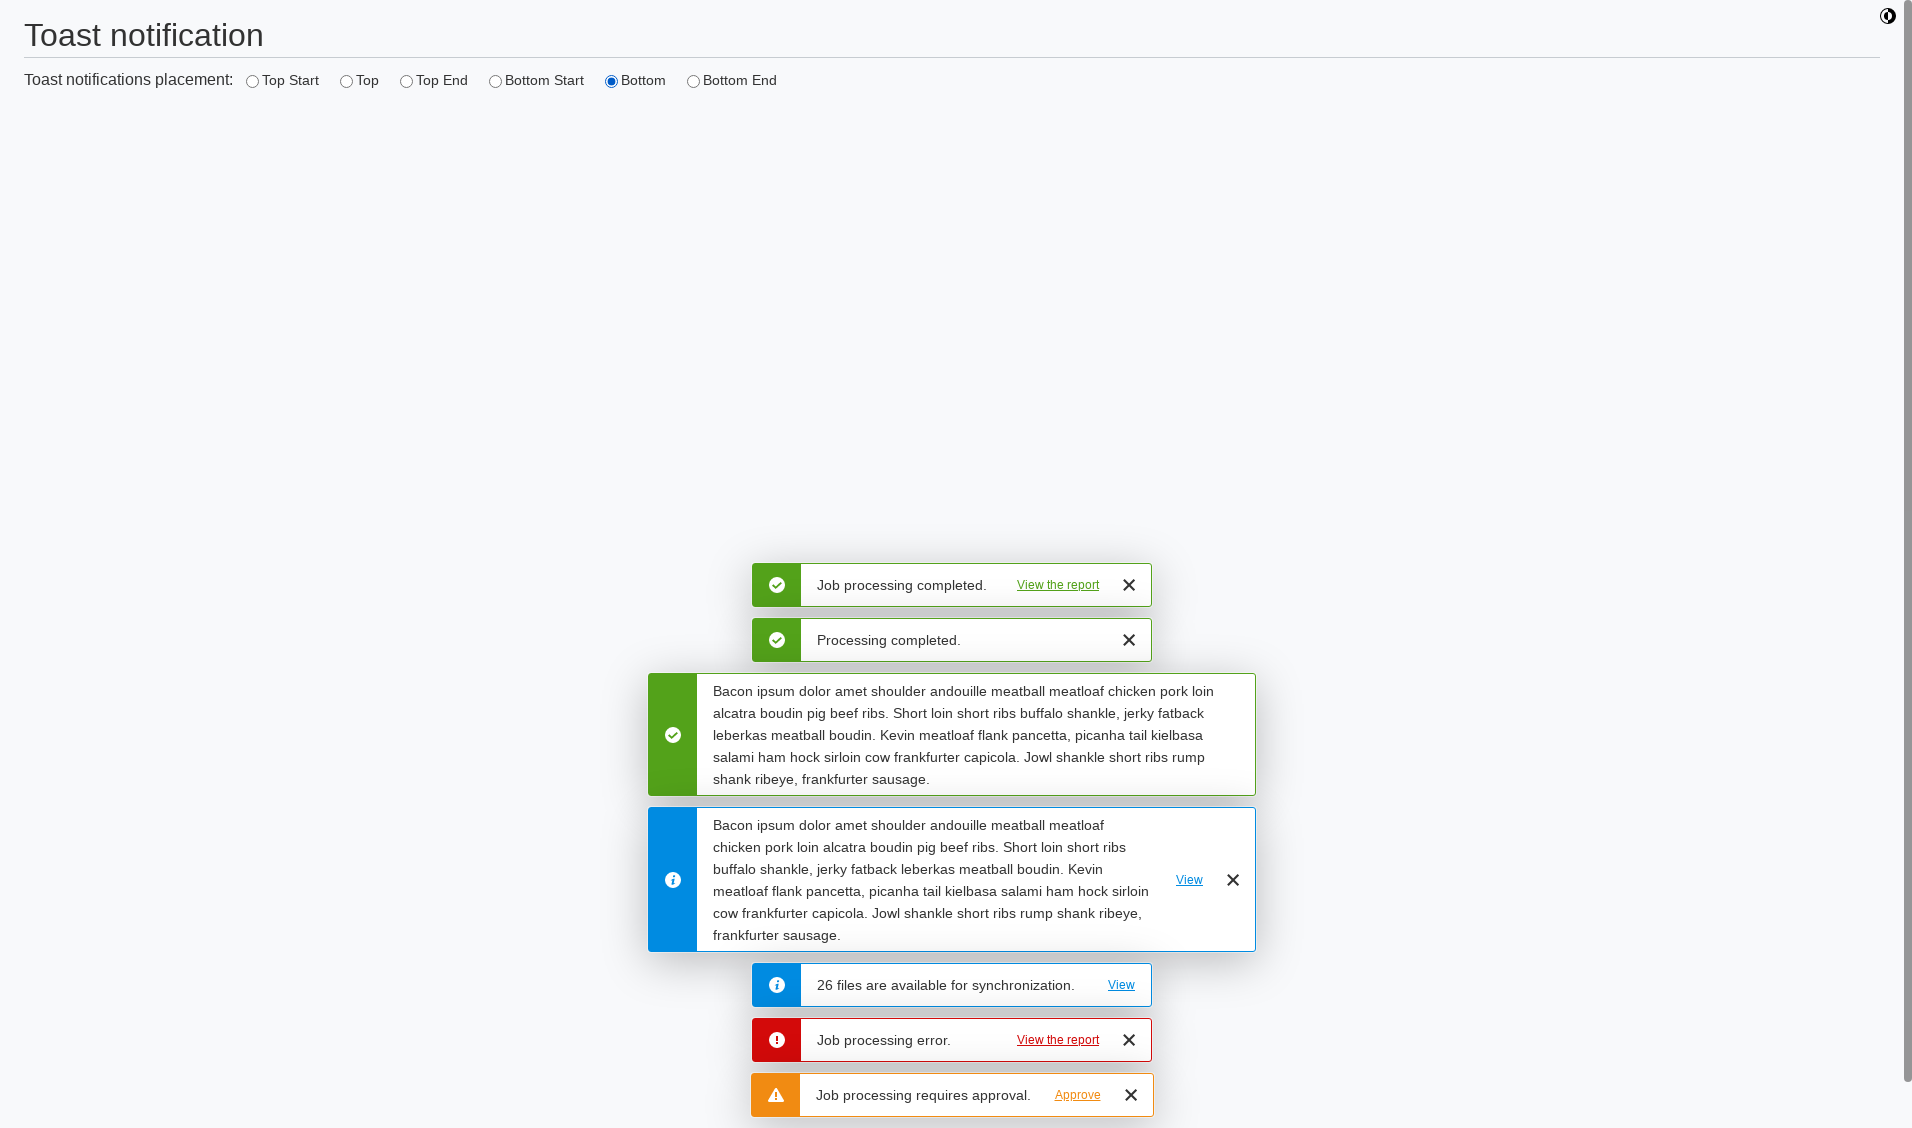 Toast notification
Toast notifications placement: Top Start Top Top End Bottom Start Bottom Bottom End
Job processing completed. View the report
Processing completed.
Bacon ipsum dolor amet shoulder andouille meatball meatloaf chicken pork loin
alcatra boudin pig beef ribs. Short loin short ribs buffalo shankle, jerky fatback
leberkas meatball boudin. Kevin meatloaf flank pancetta, picanha tail kielbasa
salami ham hock sirloin cow frankfurter capicola. Jowl shankle short ribs rump
shank ribeye, frankfurter sausage.
Bacon ipsum dolor amet shoulder andouille meatball meatloaf
chicken pork loin alcatra boudin pig beef ribs. Short loin short ribs
buffalo shankle, jerky fatback leberkas meatball boudin. Kevin
meatloaf flank pancetta, picanha tail kielbasa salami ham hock sirloin
cow frankfurter capicola. Jowl shankle short ribs rump shank ribeye,
frankfurter sausage.
View
26 files are available for synchronization. View
Job processing error. View the report
Job processing requires approval. Approve